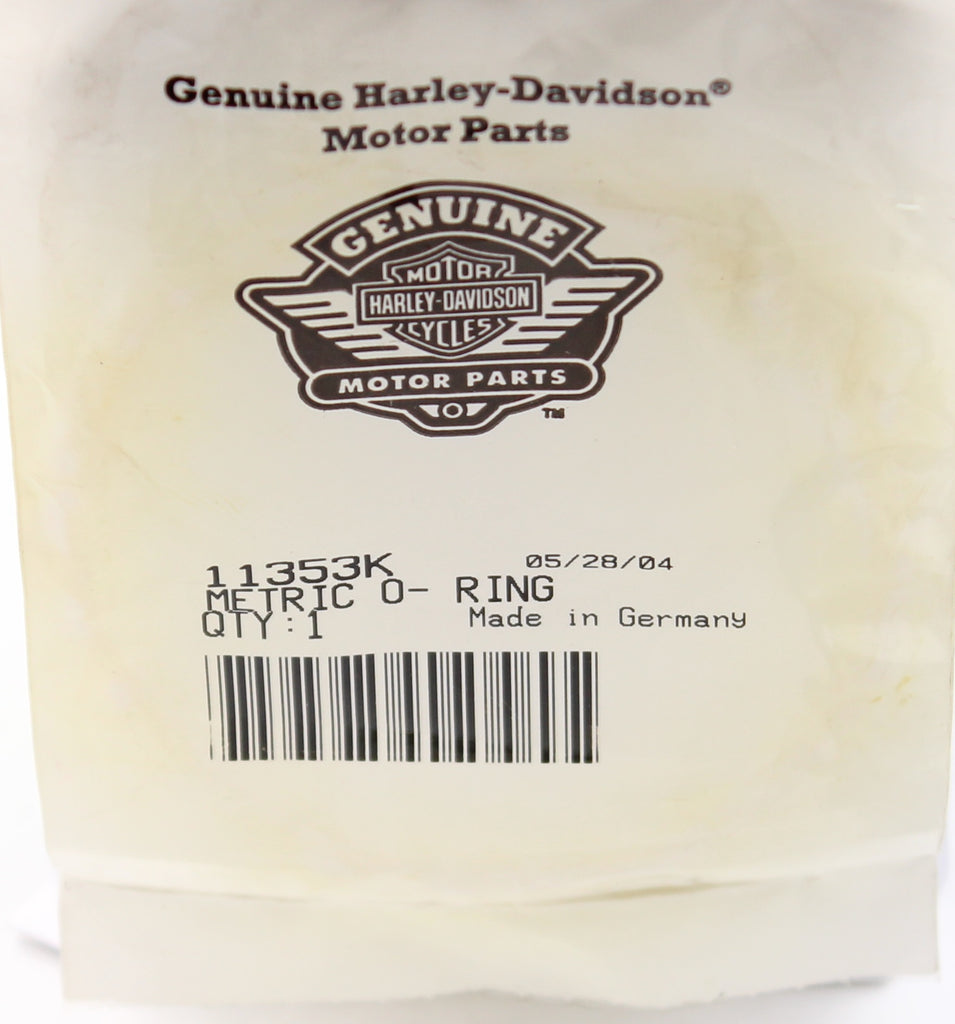 Genuine Harley-Davidson®
Motor Parts
GENUINE
MOTOR
HARLEY-DAVIDSON
CYCLES
MOTOR PARTS
TM
11353K 05/28/04
METRIC O- RING
QTY:1 Made in Germany